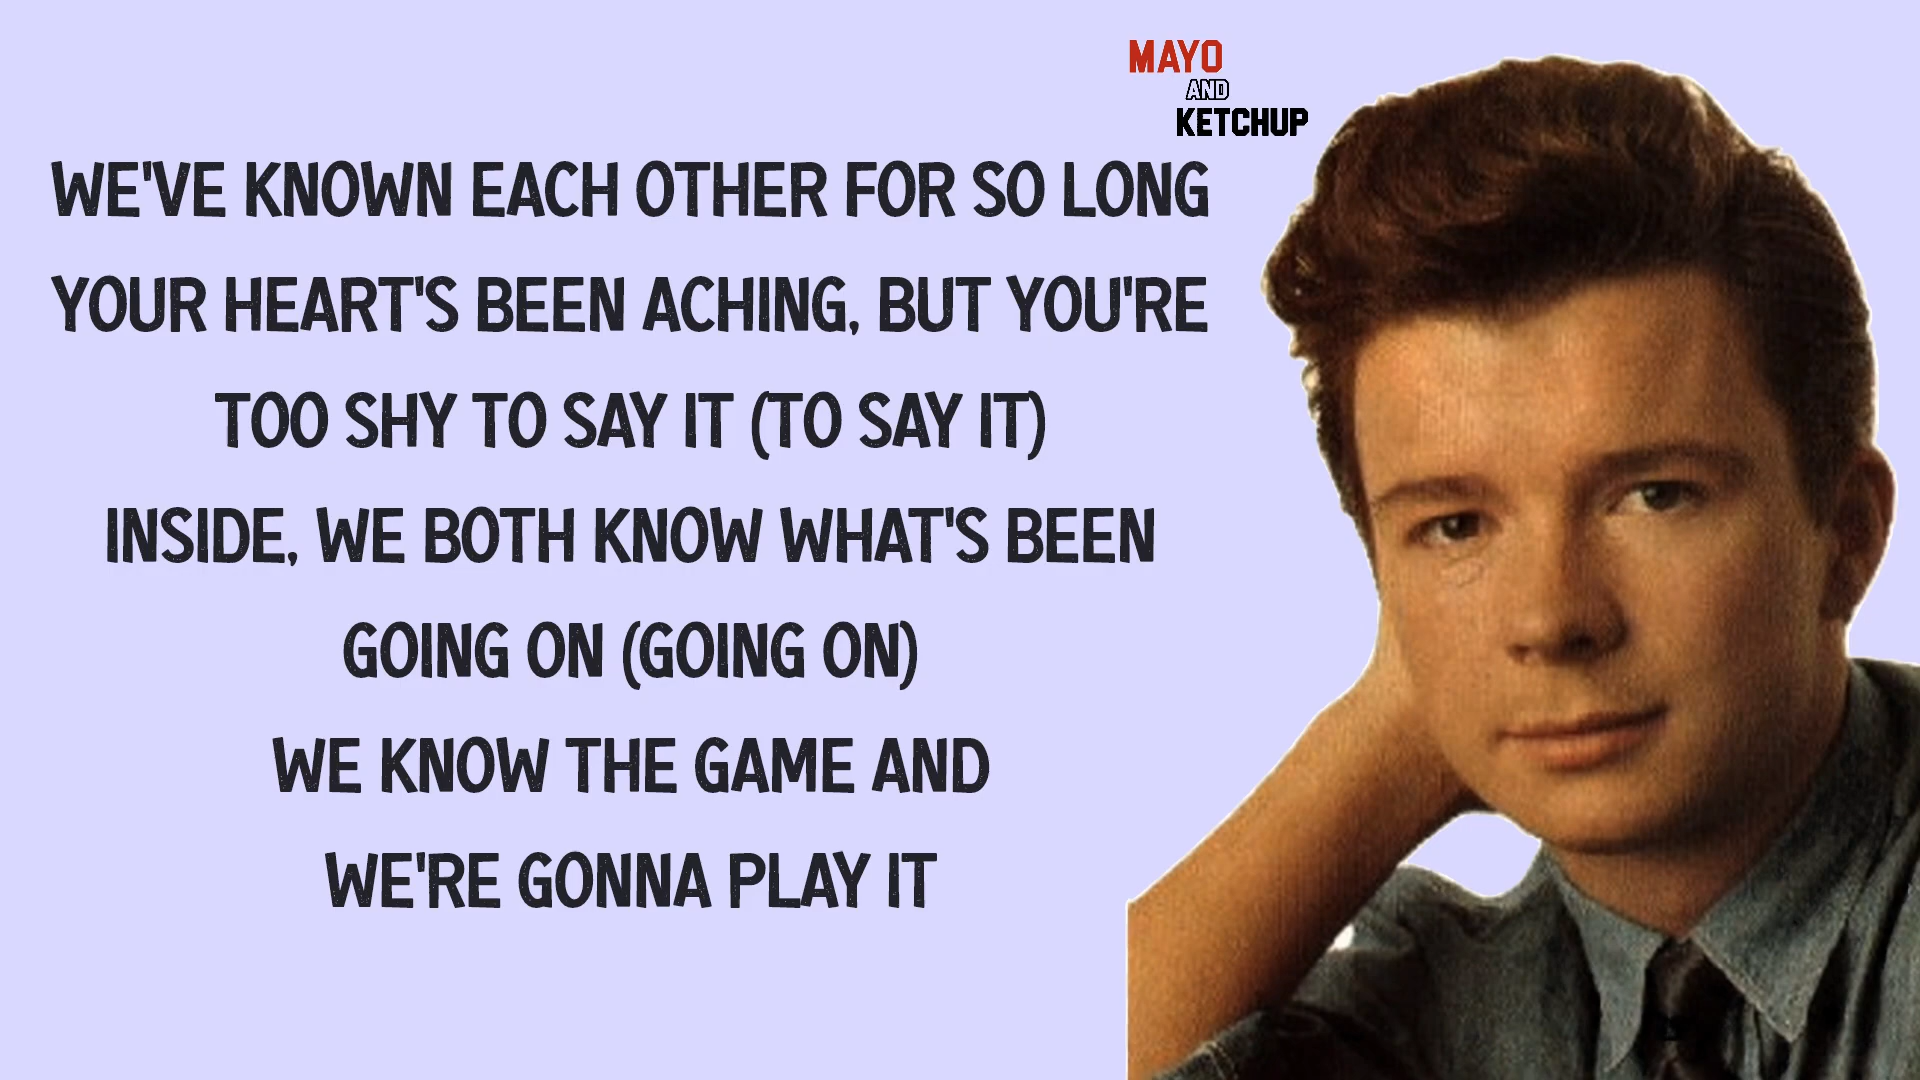 MAYO
AND
KETCHUP
WE'VE KNOWN EACH OTHER FOR SO LONG
YOUR HEART'S BEEN ACHING, BUT YOU'RE
TOO SHY TO SAY IT (TO SAY IT)
INSIDE, WE BOTH KNOW WHAT'S BEEN
GOING ON (GOING ON)
WE KNOW THE GAME AND
WE'RE GONNA PLAY IT